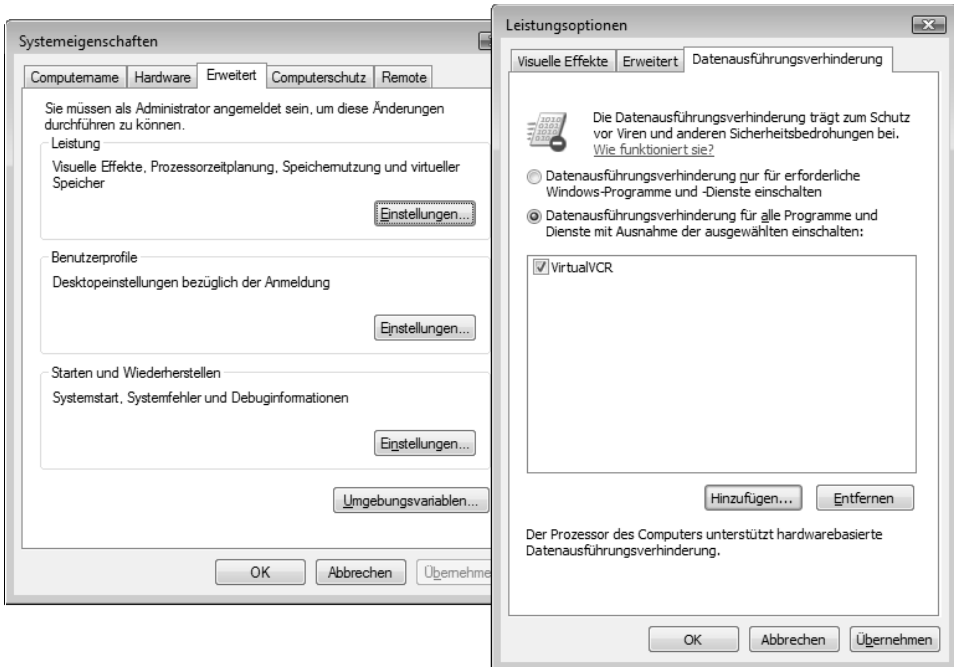 Systemeigenschaften
Computername Hardware Erweitert Computerschutz Remote
Sie müssen als Administrator angemeldet sein, um diese Änderungen
durchführen zu können.
Leistung
Visuelle Effekte, Prozessorzeitplanung, Speichernutzung und virtueller
Speicher
Einstellungen...
Benutzerprofile
Desktopeinstellungen bezüglich der Anmeldung
Einstellungen...
Starten und Wiederherstellen
Systemstart, Systemfehler und Debuginformationen
Einstellungen...
Umgebungsvariablen...
OK Abbrechen Übernehme
Leistungsoptionen
Visuelle Effekte Erweitert Datenausführungsverhinderung
Die Datenausführungsverhinderung trägt zum Schutz
vor Viren und anderen Sicherheitsbedrohungen bei.
Wie funktioniert sie?
Datenausführungsverhinderung nur für erforderliche
Windows-Programme und -Dienste einschalten
Datenausführungsverhinderung für alle Programme und
Dienste mit Ausnahme der ausgewählten einschalten:
VirtualVCR
Hinzufügen... Entfernen
Der Prozessor des Computers unterstützt hardwarebasierte
Datenausführungsverhinderung.
OK Abbrechen Übernehmen